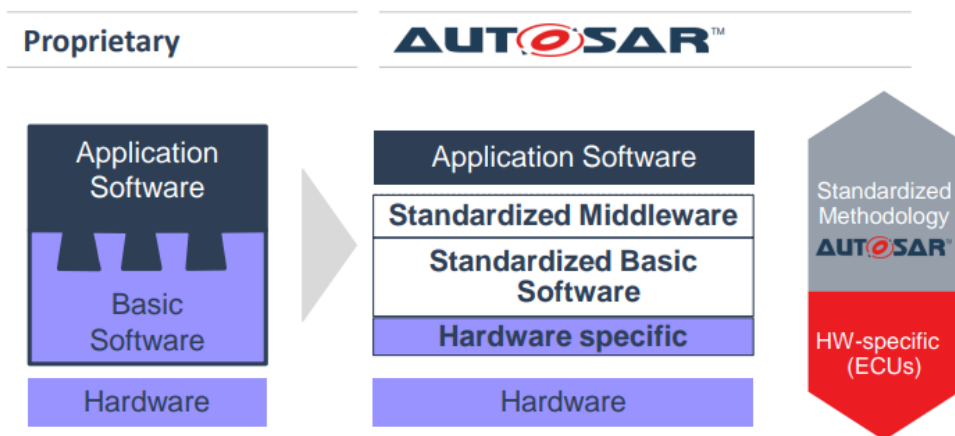 Proprietary
AUTOSAR™
Application
Software
Basic
Software
Hardware
Application Software
Standardized Middleware
Standardized Basic
Software
Hardware specific
Hardware
Standardized
Methodology
AUTOSAR™
HW-specific
(ECUs)